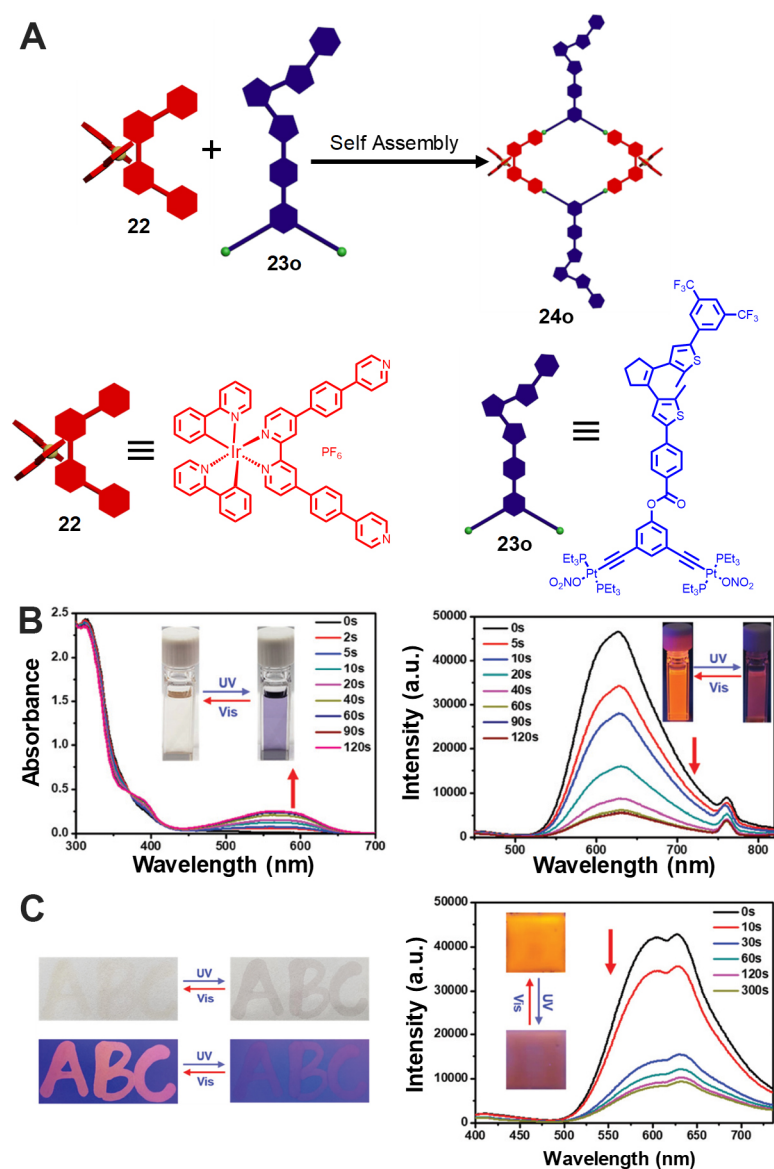 A
22
+
23o
Self Assembly
24o
22
≡
N
N
Ir
N
N
N
N
PF6
23o
≡
F3C
CF3
S
S
O
O
PEt3
Pt
O2NO
PEt3
PEt3
Pt
ONO2
PEt3
B
Absorbance
2.5
2.0
1.5
1.0
0.5
0.0
300 400 500 600 700
Wavelength (nm)
UV
Vis
0s
2s
5s
10s
20s
40s
60s
90s
120s
Intensity (a.u.)
50000
40000
30000
20000
10000
0
500 600 700 800
Wavelength (nm)
0s
5s
10s
20s
40s
60s
90s
120s
UV
Vis
C
ABC
UV
Vis
ABC
ABC
UV
Vis
ABC
Intensity (a.u.)
50000
40000
30000
20000
10000
0
400 450 500 550 600 650 700
Wavelength (nm)
Vis
UV
0s
10s
30s
60s
120s
300s